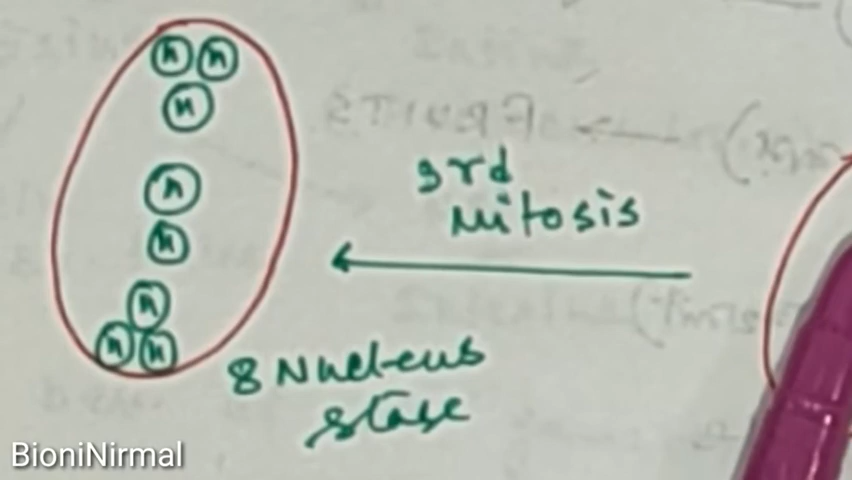 n n
n
n
n
n
n n
3rd
Mitosis
8 Nucleus
stage
BioniNirmal